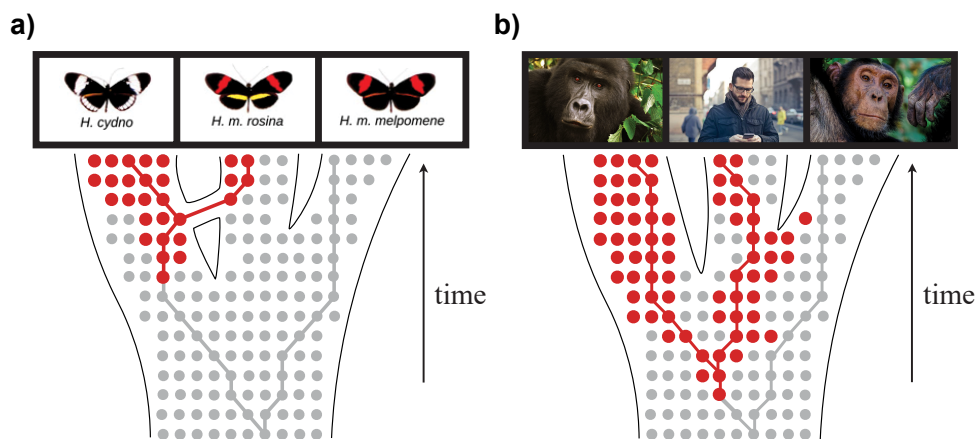 a)
H. cydno
H. m. rosina
H. m. melpomene
time
b)
time